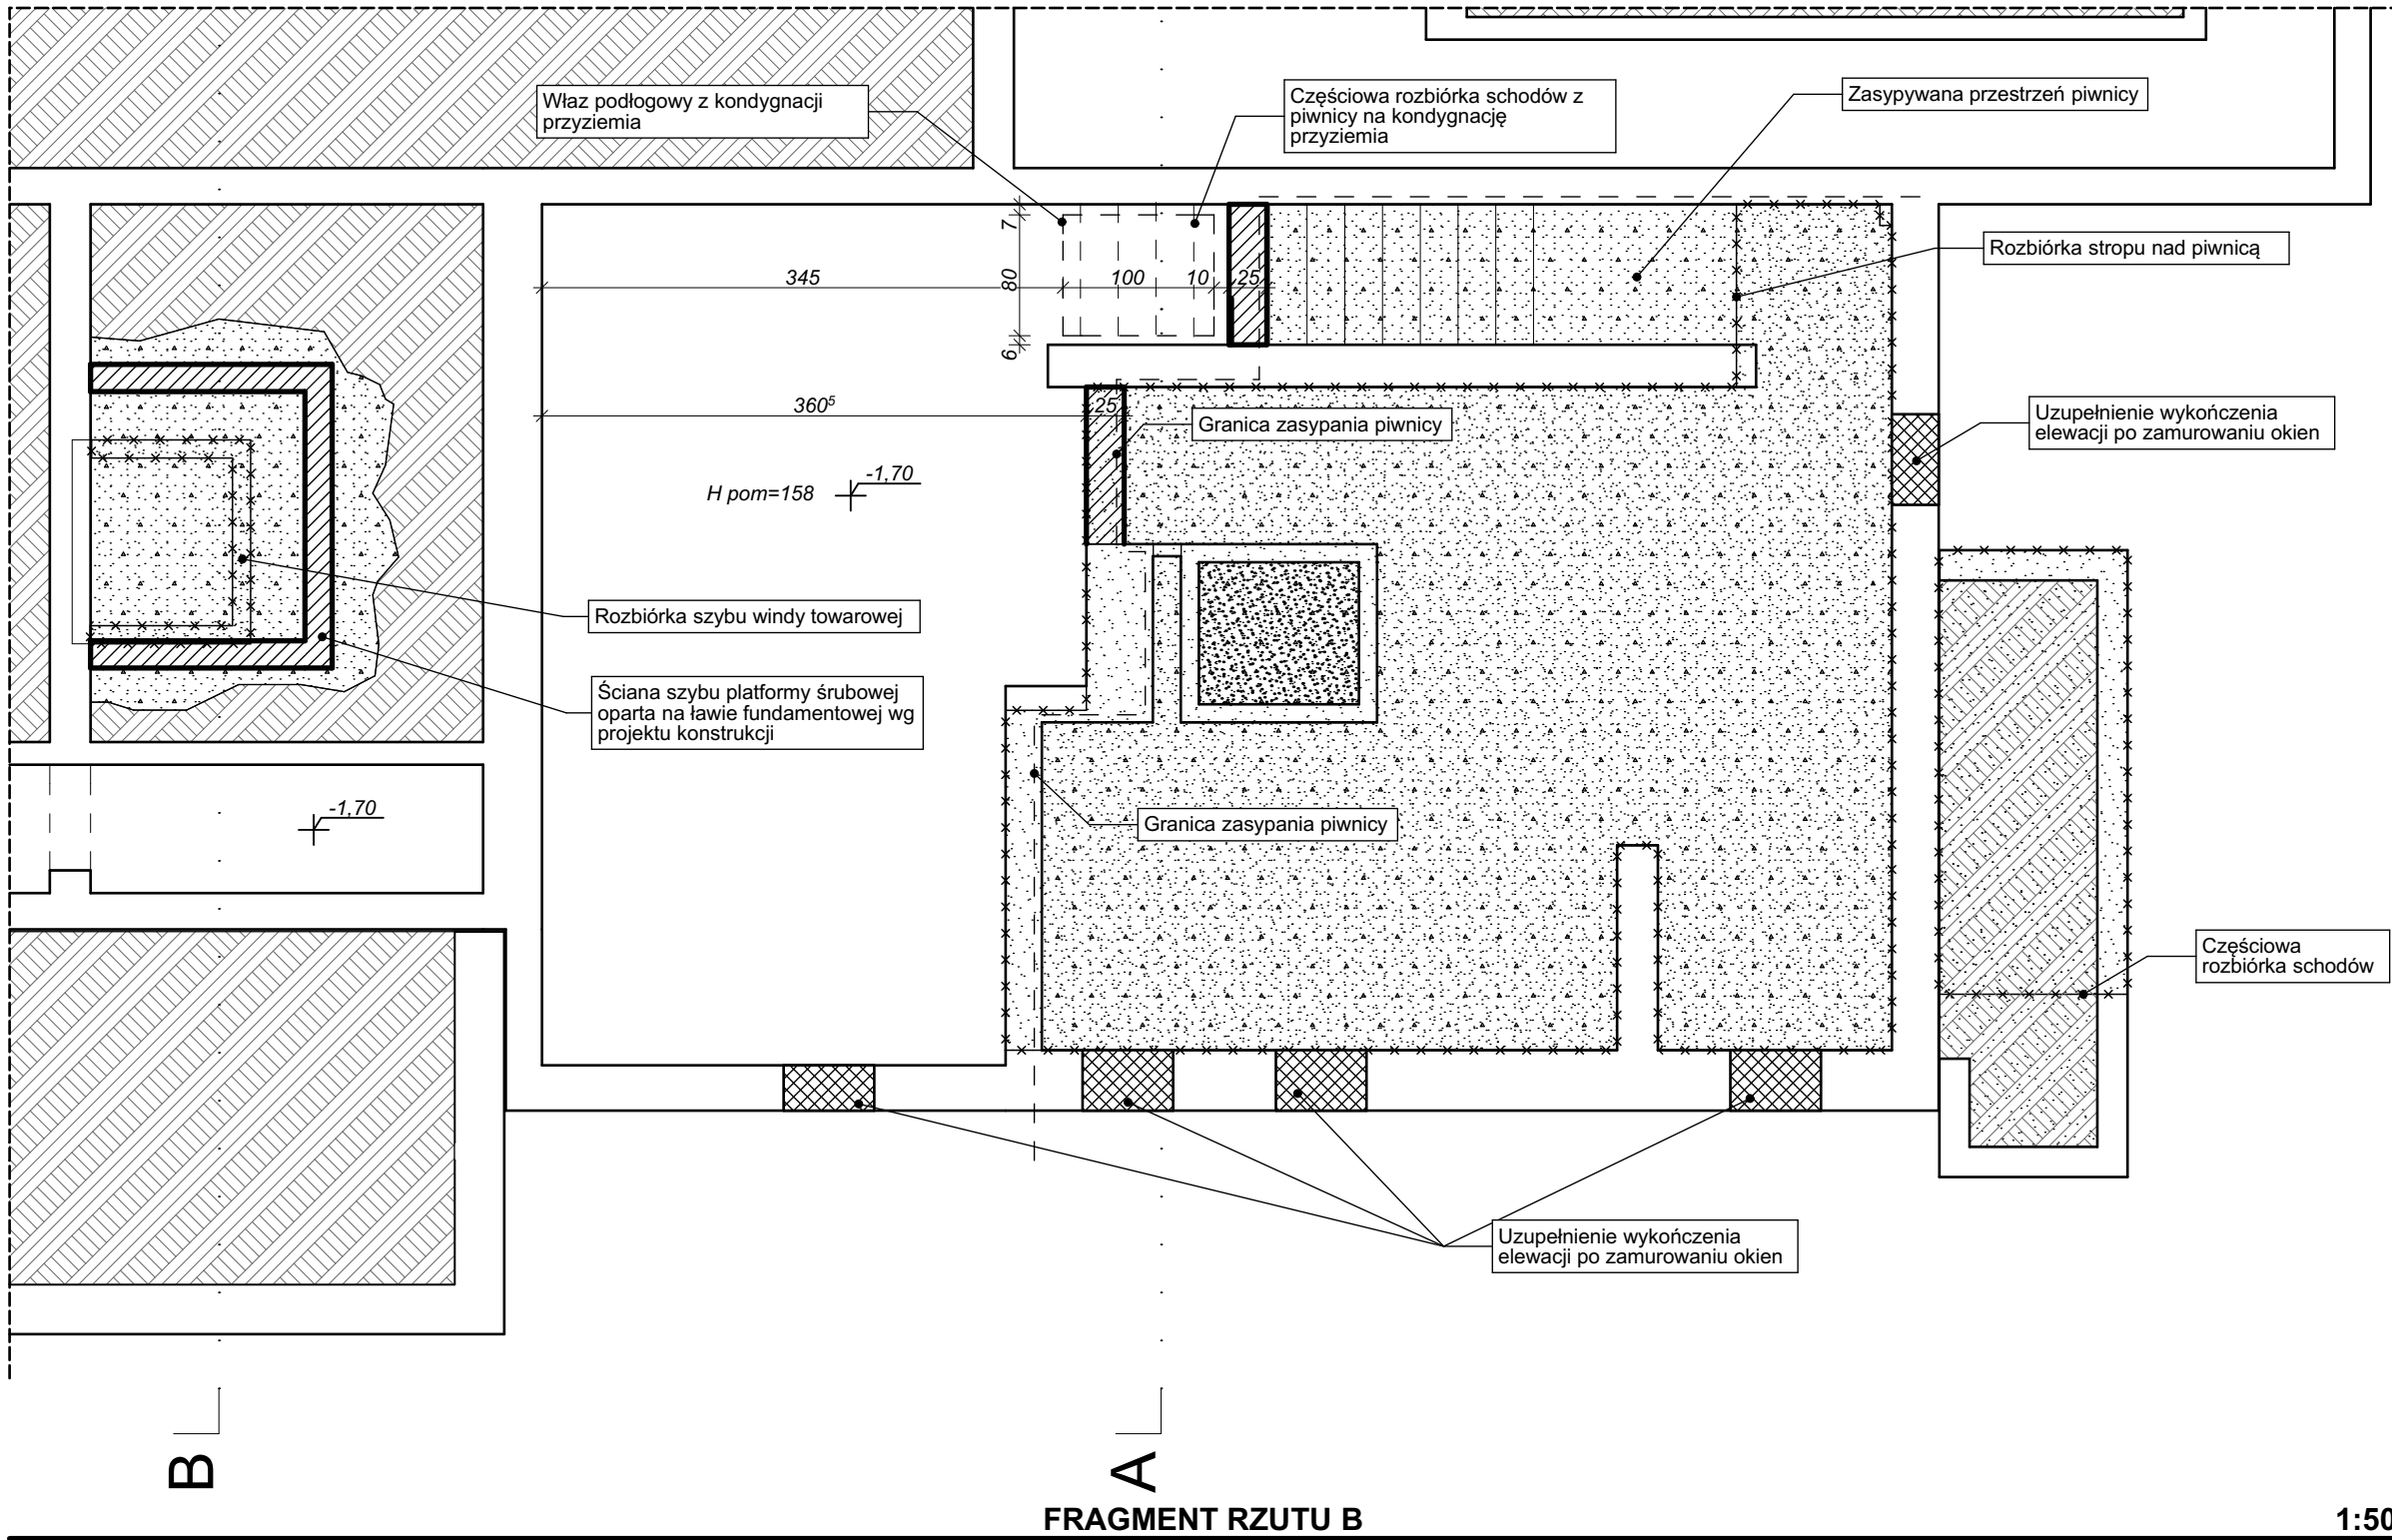 Właz podłogowy z kondygnacji
przyziemia
Częściowa rozbiórka schodów z
piwnicy na kondygnację
przyziemia
Zasypywana przestrzeń piwnicy
Rozbiórka stropu nad piwnicą
7
80
6
345
100
10
25
360⁵
25
Granica zasypania piwnicy
Uzupełnienie wykończenia
elewacji po zamurowaniu okien
H pom=158
-1,70
Rozbiórka szybu windy towarowej
Ściana szybu platformy śrubowej
oparta na ławie fundamentowej wg
projektu konstrukcji
-1,70
Granica zasypania piwnicy
Częściowa
rozbiórka schodów
Uzupełnienie wykończenia
elewacji po zamurowaniu okien
B
A
FRAGMENT RZUTU B
1:50